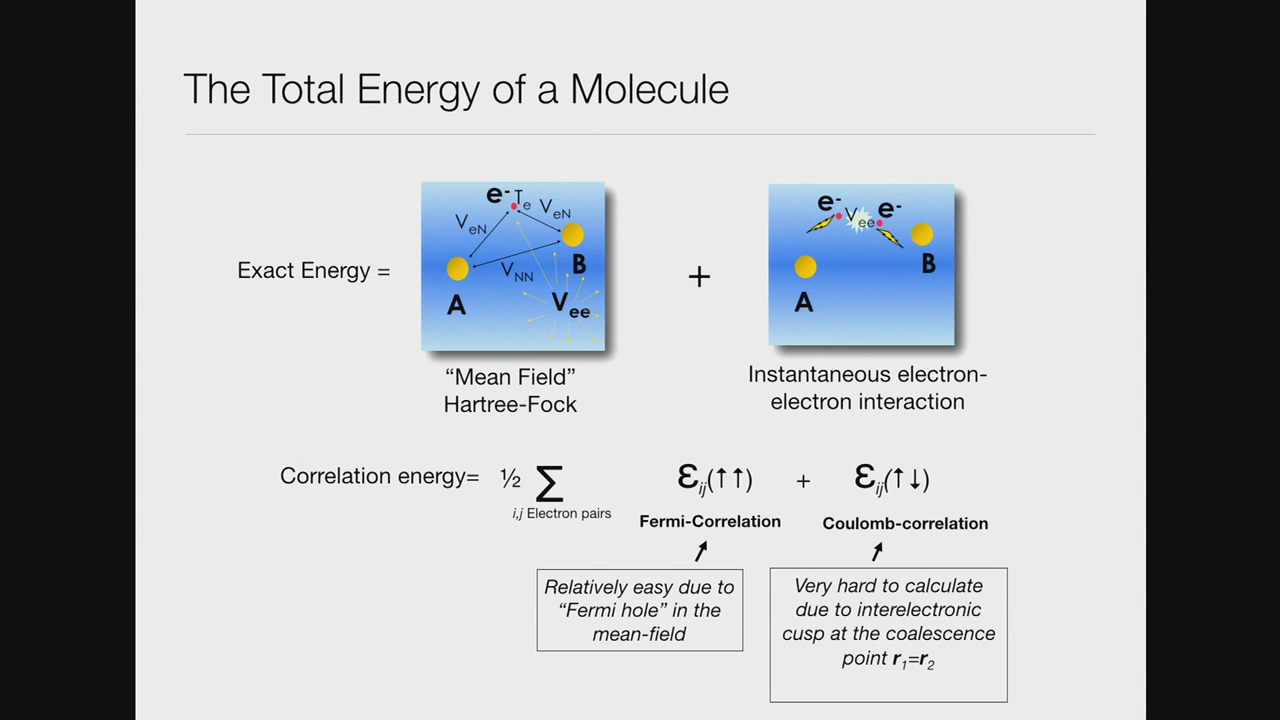 The Total Energy of a Molecule
Exact Energy =
e- Te
VeN
VeN
VNN
A
B
Vee
+
e- Vee e-
A
B
“Mean Field”
Hartree-Fock
Instantaneous electron-
electron interaction
Correlation energy= ½ ∑ εij(↑↑) + εij(↑↓)
i,j Electron pairs
Fermi-Correlation
Coulomb-correlation
Relatively easy due to
“Fermi hole” in the
mean-field
Very hard to calculate
due to interelectronic
cusp at the coalescence
point r1=r2